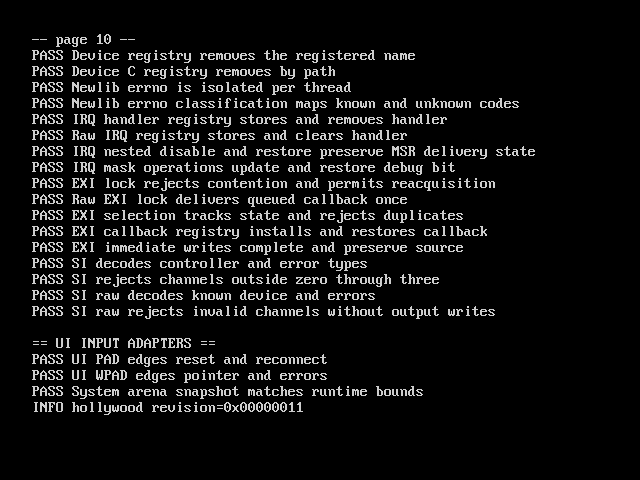 -- page 10 --
PASS Device registry removes the registered name
PASS Device C registry removes by path
PASS Newlib errno is isolated per thread
PASS Newlib errno classification maps known and unknown codes
PASS IRQ handler registry stores and removes handler
PASS Raw IRQ registry stores and clears handler
PASS IRQ nested disable and restore preserve MSR delivery state
PASS IRQ mask operations update and restore debug bit
PASS EXI lock rejects contention and permits reacquisition
PASS Raw EXI lock delivers queued callback once
PASS EXI selection tracks state and rejects duplicates
PASS EXI callback registry installs and restores callback
PASS EXI immediate writes complete and preserve source
PASS SI decodes controller and error types
PASS SI rejects channels outside zero through three
PASS SI raw decodes known device and errors
PASS SI raw rejects invalid channels without output writes
== UI INPUT ADAPTERS ==
PASS UI PAD edges reset and reconnect
PASS UI WPAD edges pointer and errors
PASS System arena snapshot matches runtime bounds
INFO hollywood revision=0x00000011